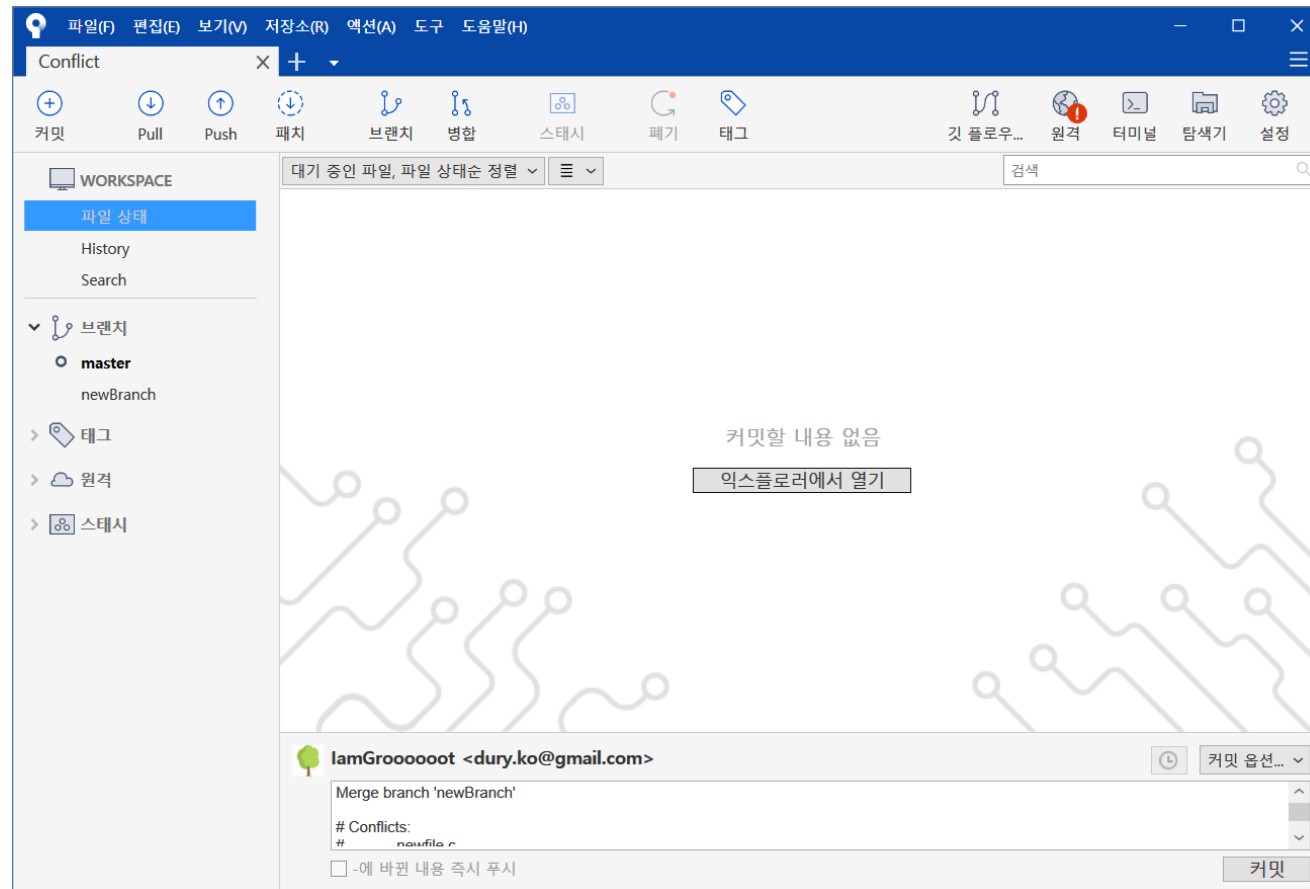 파일(F) 편집(E) 보기(V) 저장소(R) 액션(A) 도구 도움말(H)
Conflict
커밋 Pull Push 패치 브랜치 병합 스태시 폐기 태그 깃 플로우... 원격 터미널 탐색기 설정
WORKSPACE
대기 중인 파일, 파일 상태순 정렬
검색
파일 상태
History
Search
브랜치
master
newBranch
태그
원격
스태시
커밋할 내용 없음
익스플로러에서 열기
IamGroooooot <dury.ko@gmail.com>
커밋 옵션...
Merge branch 'newBranch'
# Conflicts:
# newfile.c
-에 바뀐 내용 즉시 푸시
커밋